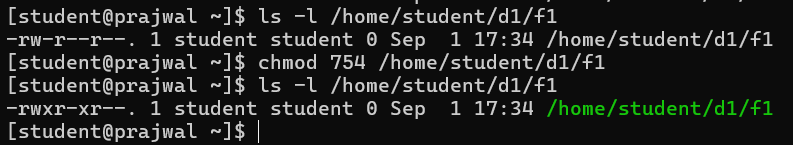 [student@prajwal ~]$ ls -l /home/student/d1/f1
-rw-r--r--. 1 student student 0 Sep  1 17:34 /home/student/d1/f1
[student@prajwal ~]$ chmod 754 /home/student/d1/f1
[student@prajwal ~]$ ls -l /home/student/d1/f1
-rwxr-xr--. 1 student student 0 Sep  1 17:34 /home/student/d1/f1
[student@prajwal ~]$